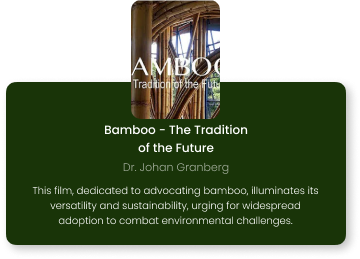 AMBOO
Tradition of the Fut
Bamboo - The Tradition
of the Future
Dr. Johan Granberg
This film, dedicated to advocating bamboo, illuminates its
versatility and sustainability, urging for widespread
adoption to combat environmental challenges.